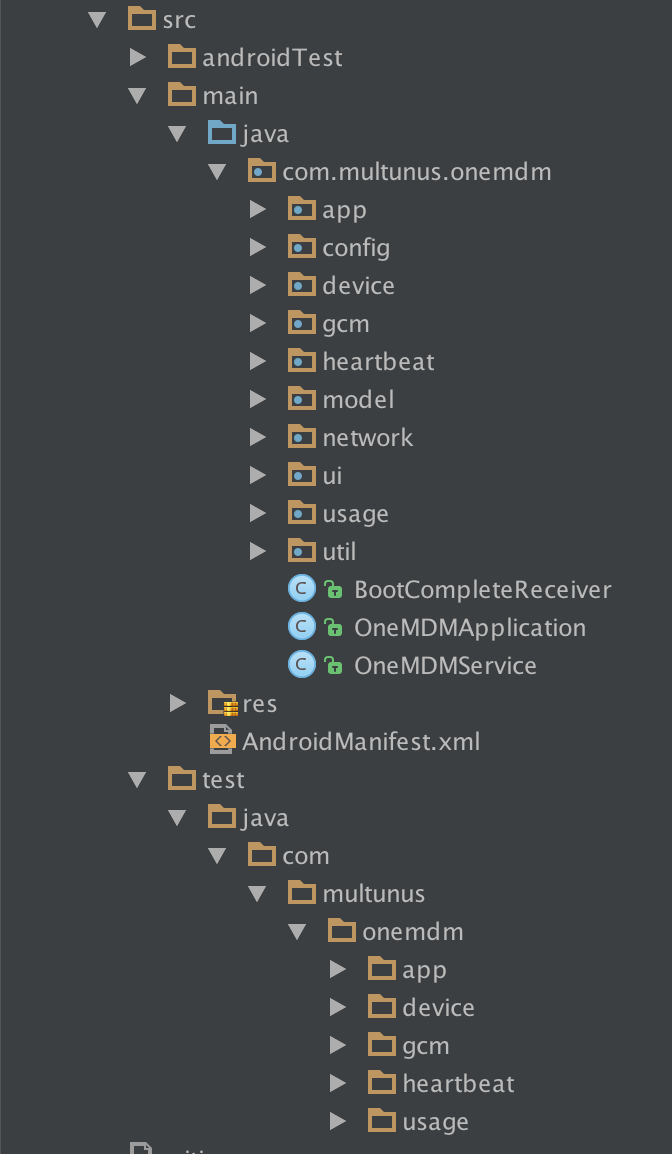 src
androidTest
main
java
com.multunus.onemdm
app
config
device
gcm
heartbeat
model
network
ui
usage
util
C BootCompleteReceiver
C OneMDMApplication
C OneMDMService
res
<> AndroidManifest.xml
test
java
com
multunus
onemdm
app
device
gcm
heartbeat
usage